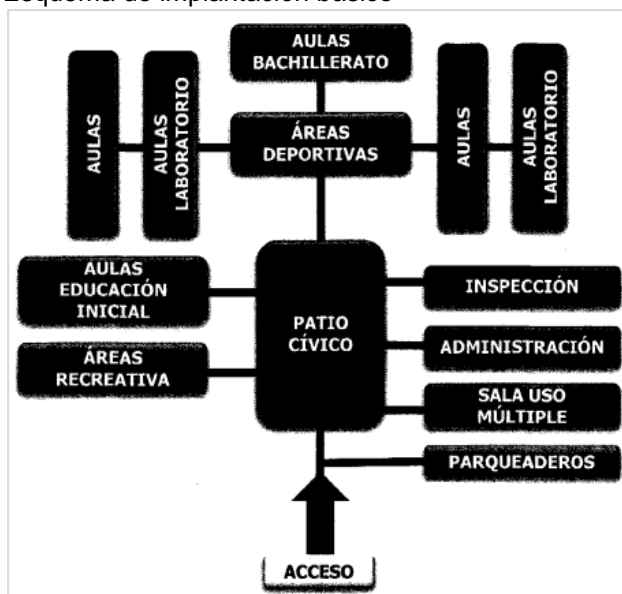 Esquema de implantación básico
AULAS
BACHILLERATO
AULAS
AULAS
LABORATORIO
ÁREAS
DEPORTIVAS
AULAS
AULAS
LABORATORIO
AULAS
EDUCACIÓN
INICIAL
ÁREAS
RECREATIVA
PATIO
CÍVICO
INSPECCIÓN
ADMINISTRACIÓN
SALA USO
MÚLTIPLE
PARQUEADEROS
ACCESO